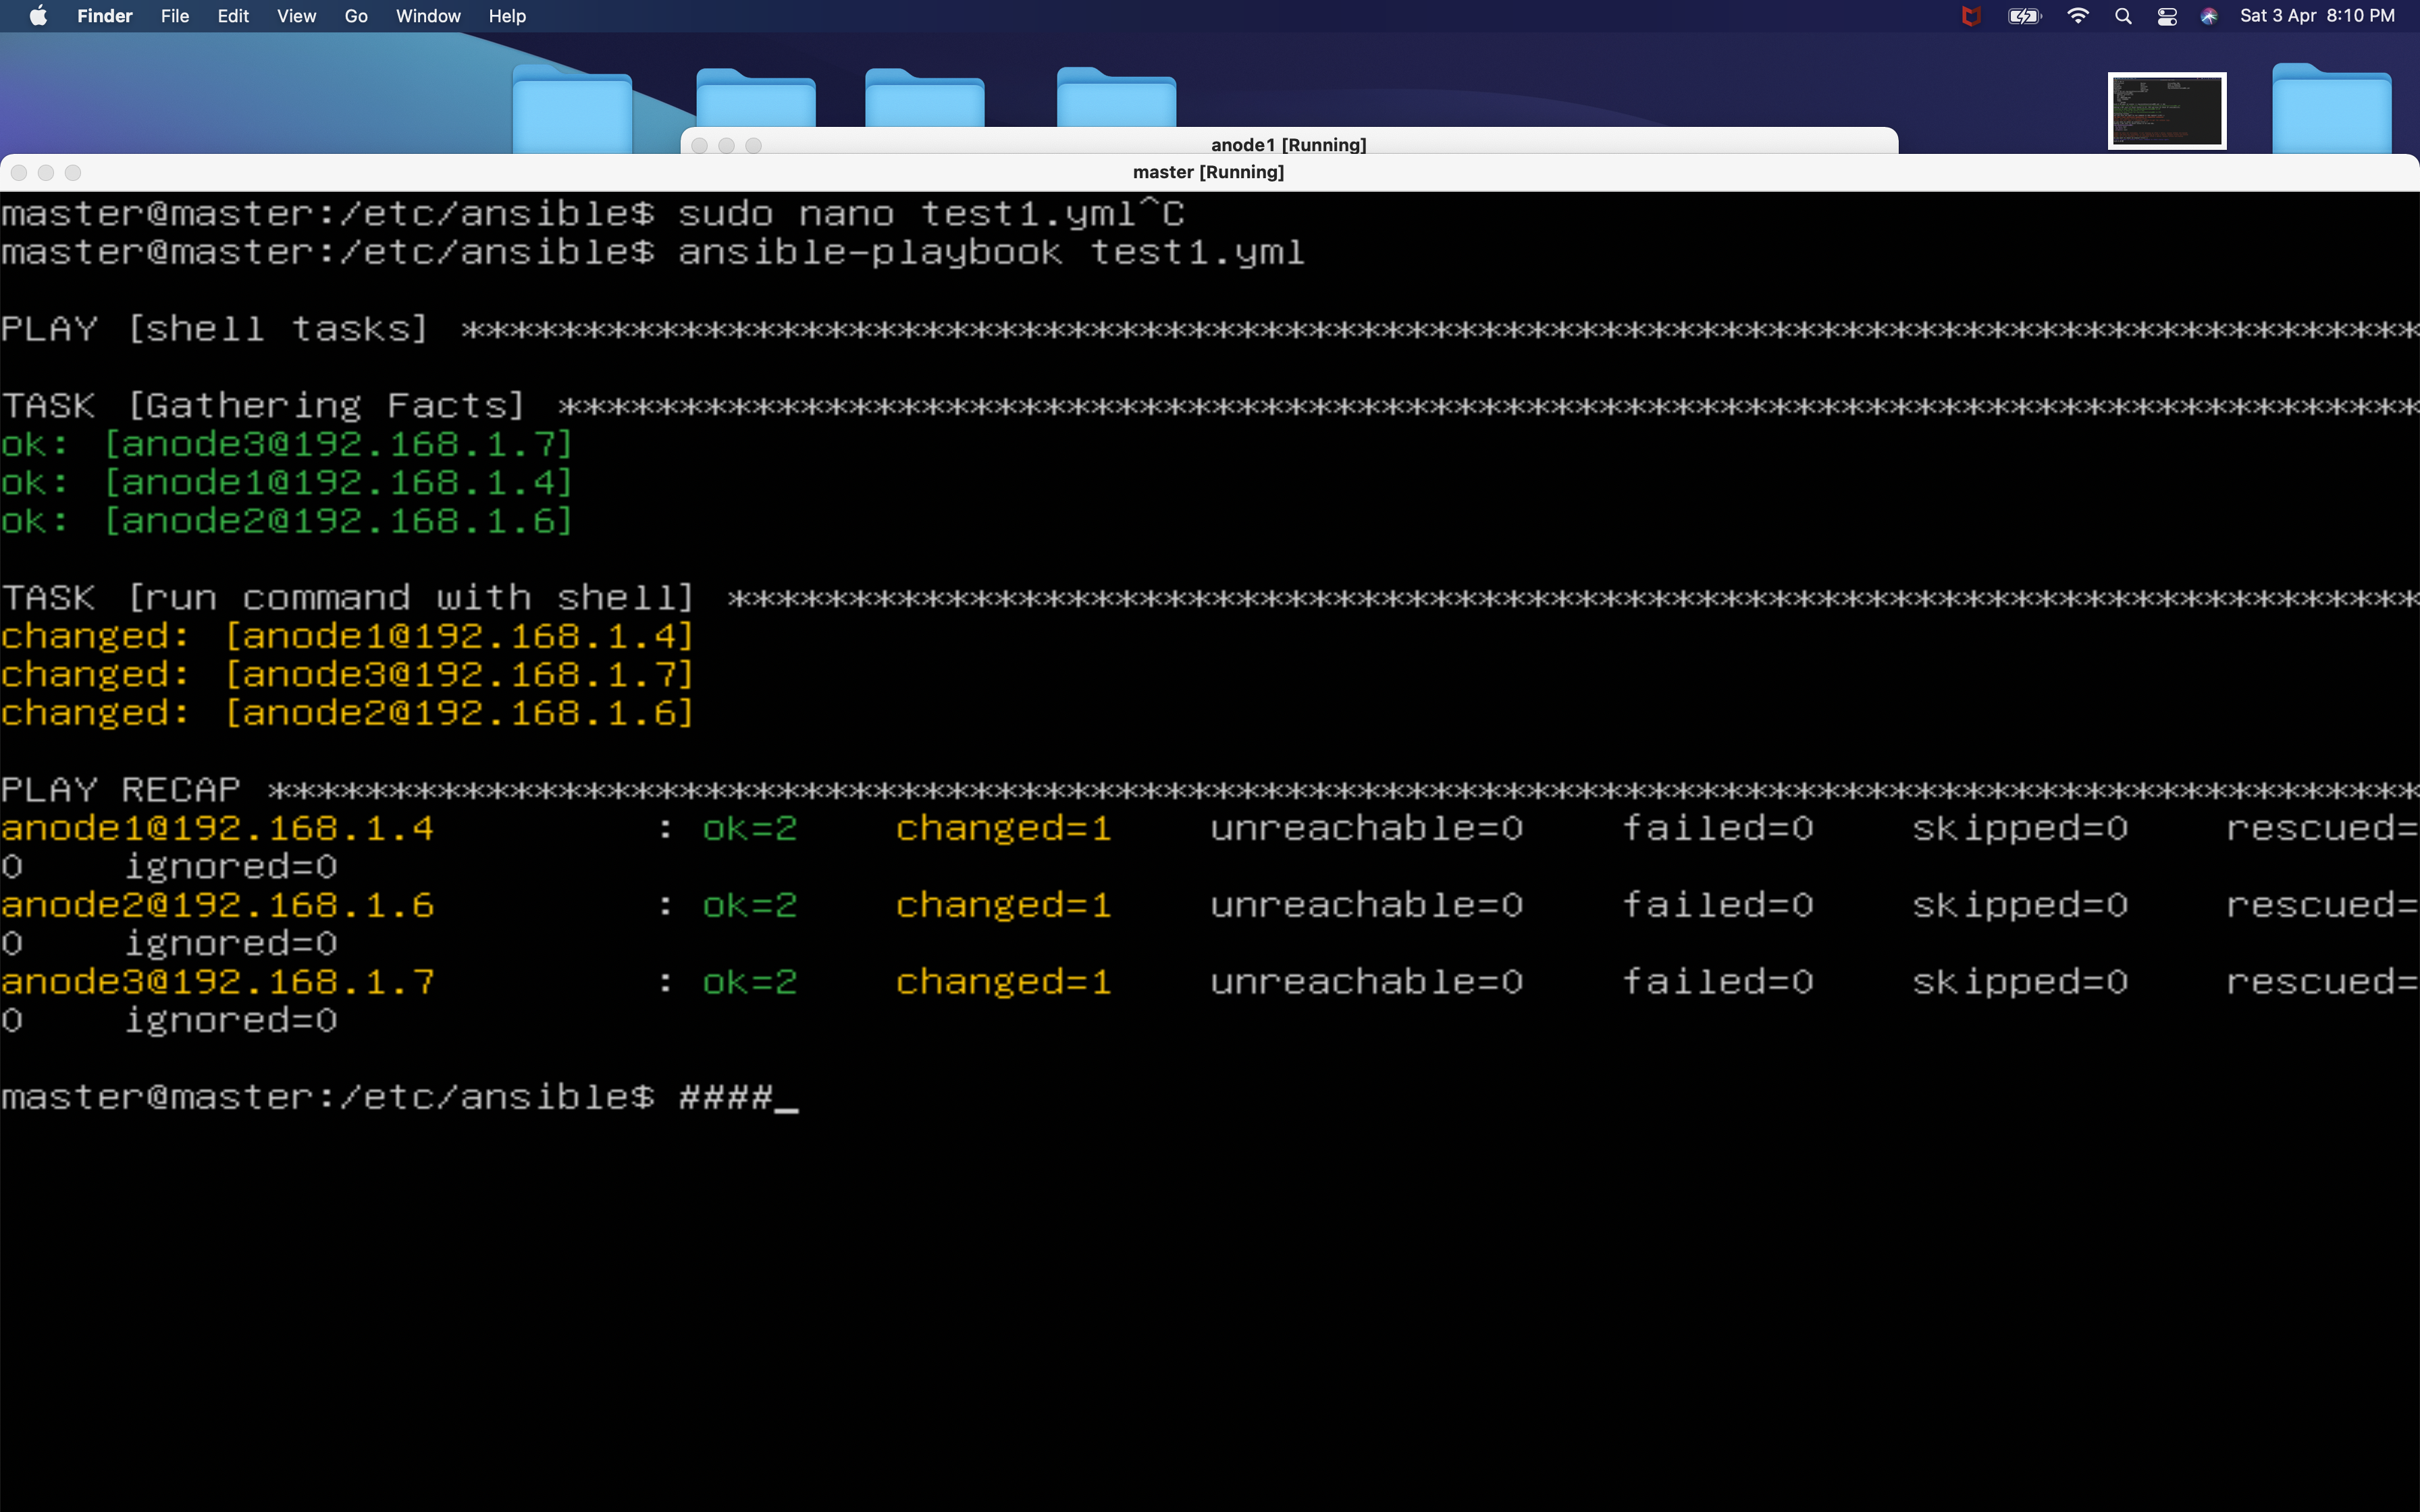 Finder File Edit View Go Window Help Sat 3 Apr 8:10 PM
anode1 [Running]
master [Running]
master@master:/etc/ansible$ sudo nano test1.yml^C
master@master:/etc/ansible$ ansible-playbook test1.yml
PLAY [shell tasks] *********************************************************************************
TASK [Gathering Facts] *****************************************************************************
ok: [anode3@192.168.1.7]
ok: [anode1@192.168.1.4]
ok: [anode2@192.168.1.6]
TASK [run command with shell] **********************************************************************
changed: [anode1@192.168.1.4]
changed: [anode3@192.168.1.7]
changed: [anode2@192.168.1.6]
PLAY RECAP *****************************************************************************************
anode1@192.168.1.4 : ok=2 changed=1 unreachable=0 failed=0 skipped=0 rescued=
0 ignored=0
anode2@192.168.1.6 : ok=2 changed=1 unreachable=0 failed=0 skipped=0 rescued=
0 ignored=0
anode3@192.168.1.7 : ok=2 changed=1 unreachable=0 failed=0 skipped=0 rescued=
0 ignored=0
master@master:/etc/ansible$ ####_